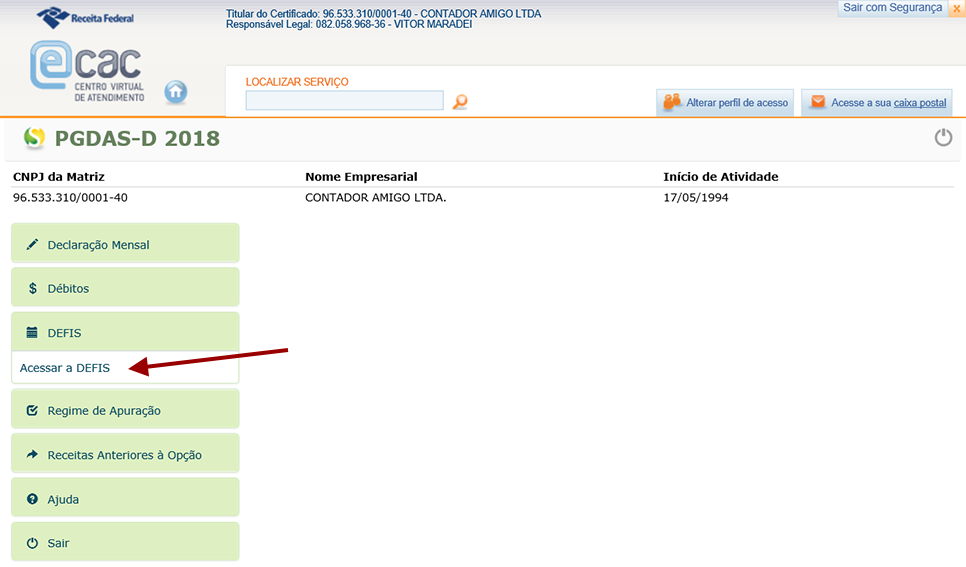 Receita Federal
Titular do Certificado: 96.533.310/0001-40 - CONTADOR AMIGO LTDA
Responsável Legal: 082.058.968-36 - VITOR MARADEI
Sair com Segurança x
ecac
CENTRO VIRTUAL
DE ATENDIMENTO
LOCALIZAR SERVIÇO
Alterar perfil de acesso
Acesse a sua caixa postal
PGDAS-D 2018
CNPJ da Matriz Nome Empresarial Início de Atividade
96.533.310/0001-40 CONTADOR AMIGO LTDA. 17/05/1994
Declaração Mensal
$ Débitos
DEFIS
Acessar a DEFIS
Regime de Apuração
Receitas Anteriores à Opção
? Ajuda
Sair